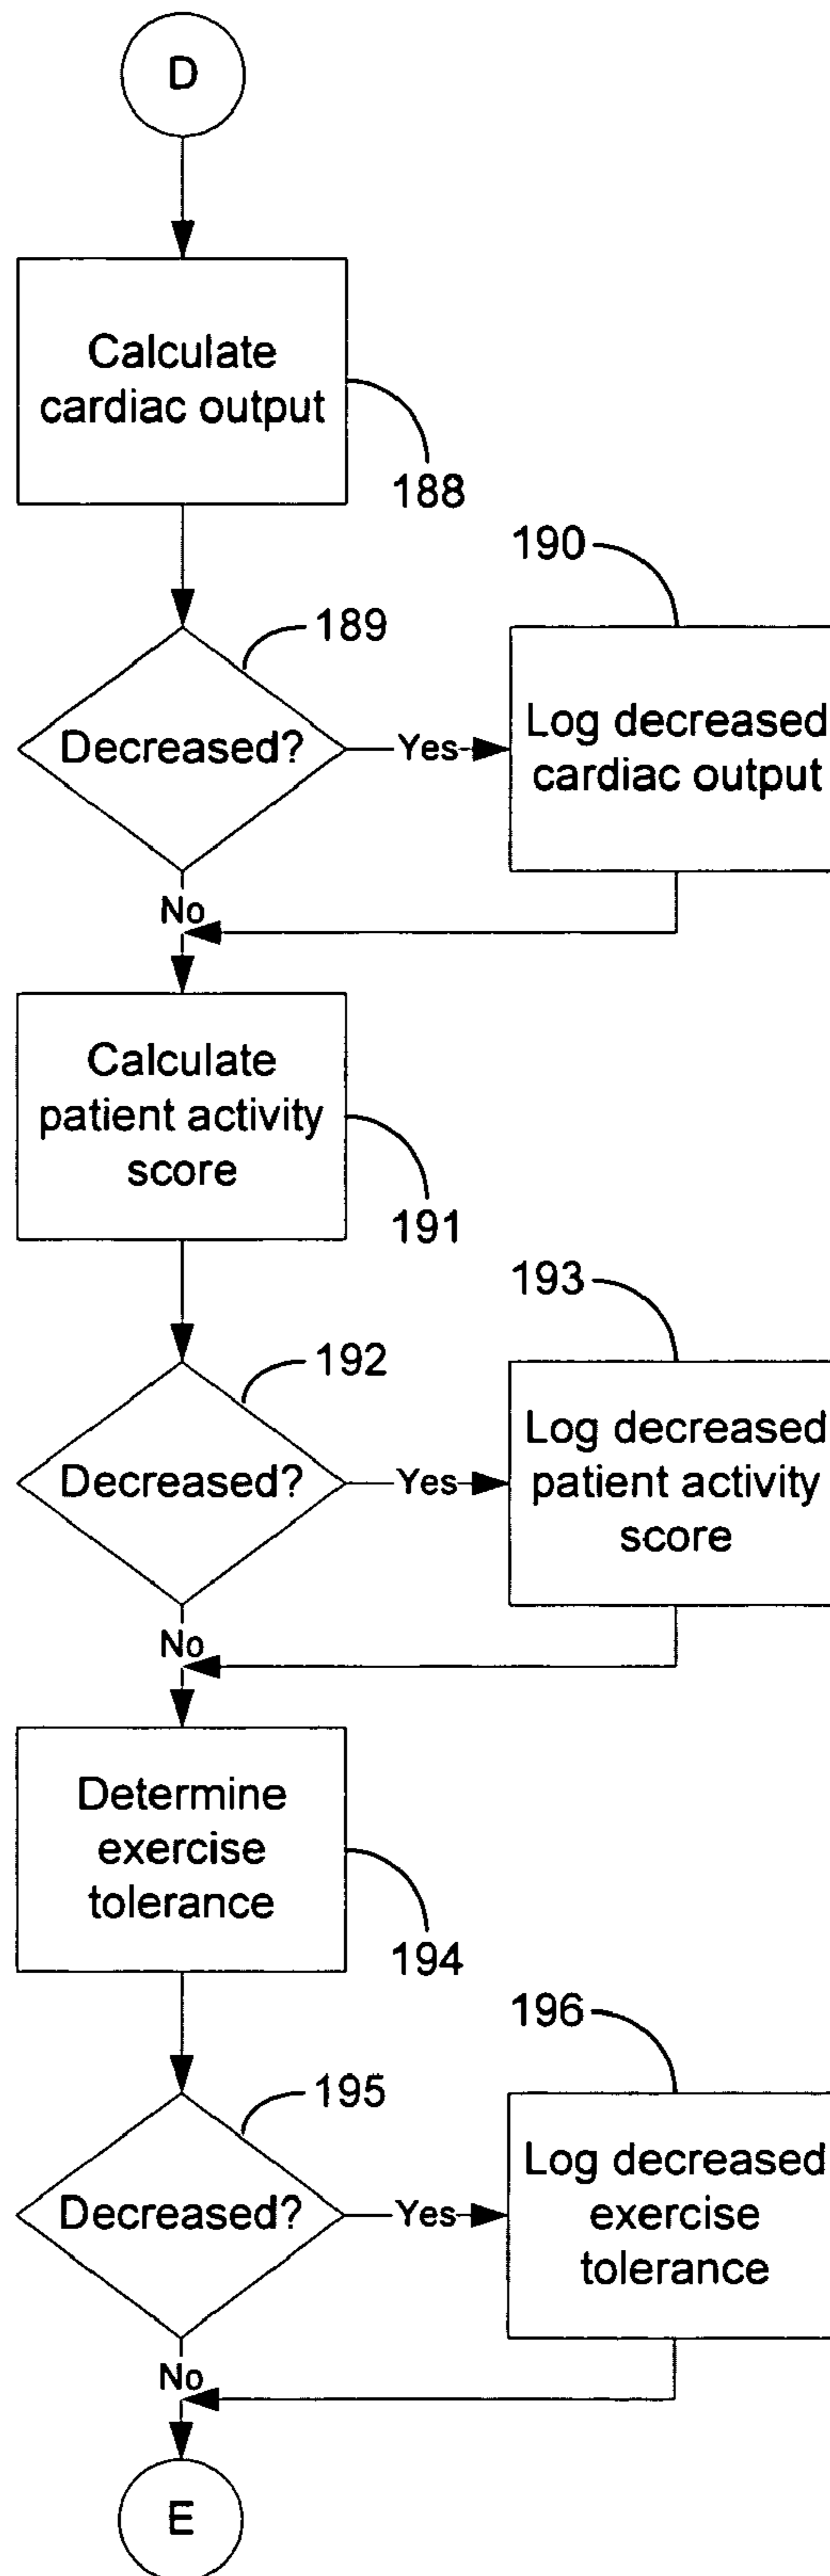 D
Calculate
cardiac output
188
190
189
Decreased?
Yes
Log decreased
cardiac output
No
Calculate
patient activity
score
191
193
192
Decreased?
Yes
Log decreased
patient activity
score
No
Determine
exercise
tolerance
194
196
195
Decreased?
Yes
Log decreased
exercise
tolerance
No
E